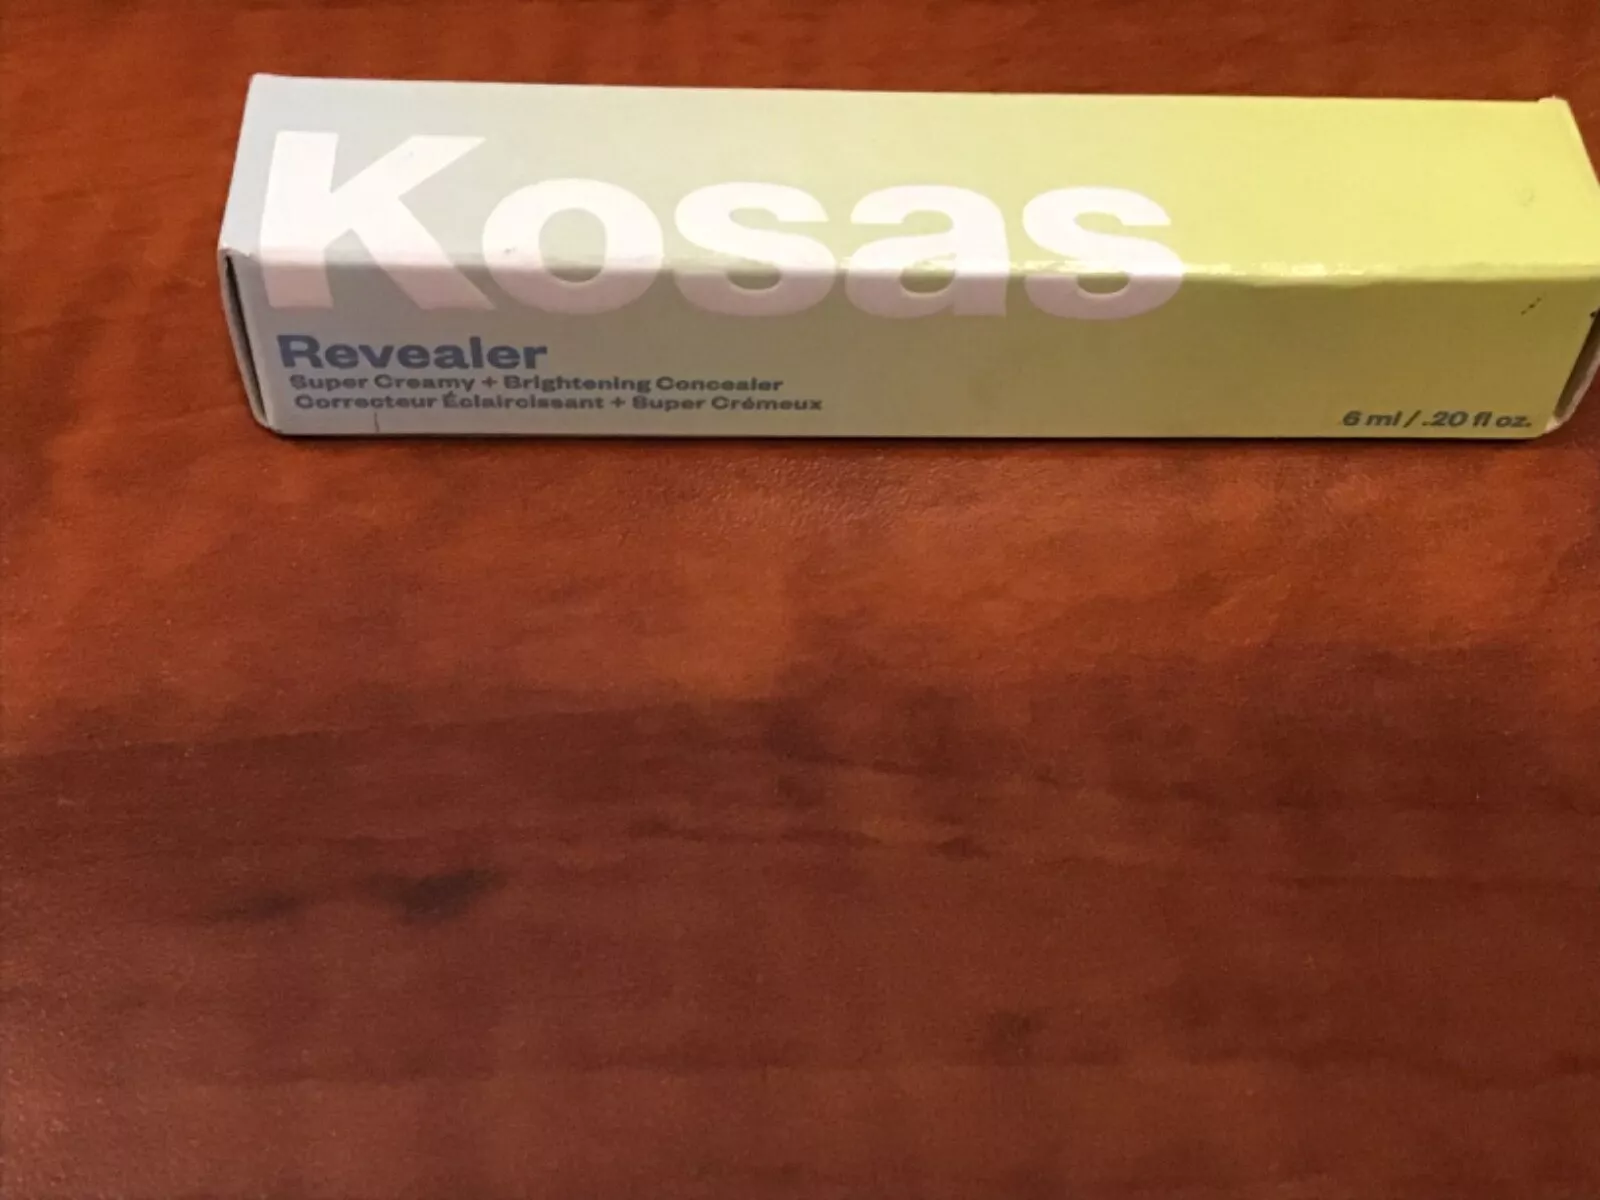 Kosas
Revealer
Super Creamy + Brightening Concealer
Correcteur Éclaircissant + Super Crémeux
6 ml / .20 fl oz.